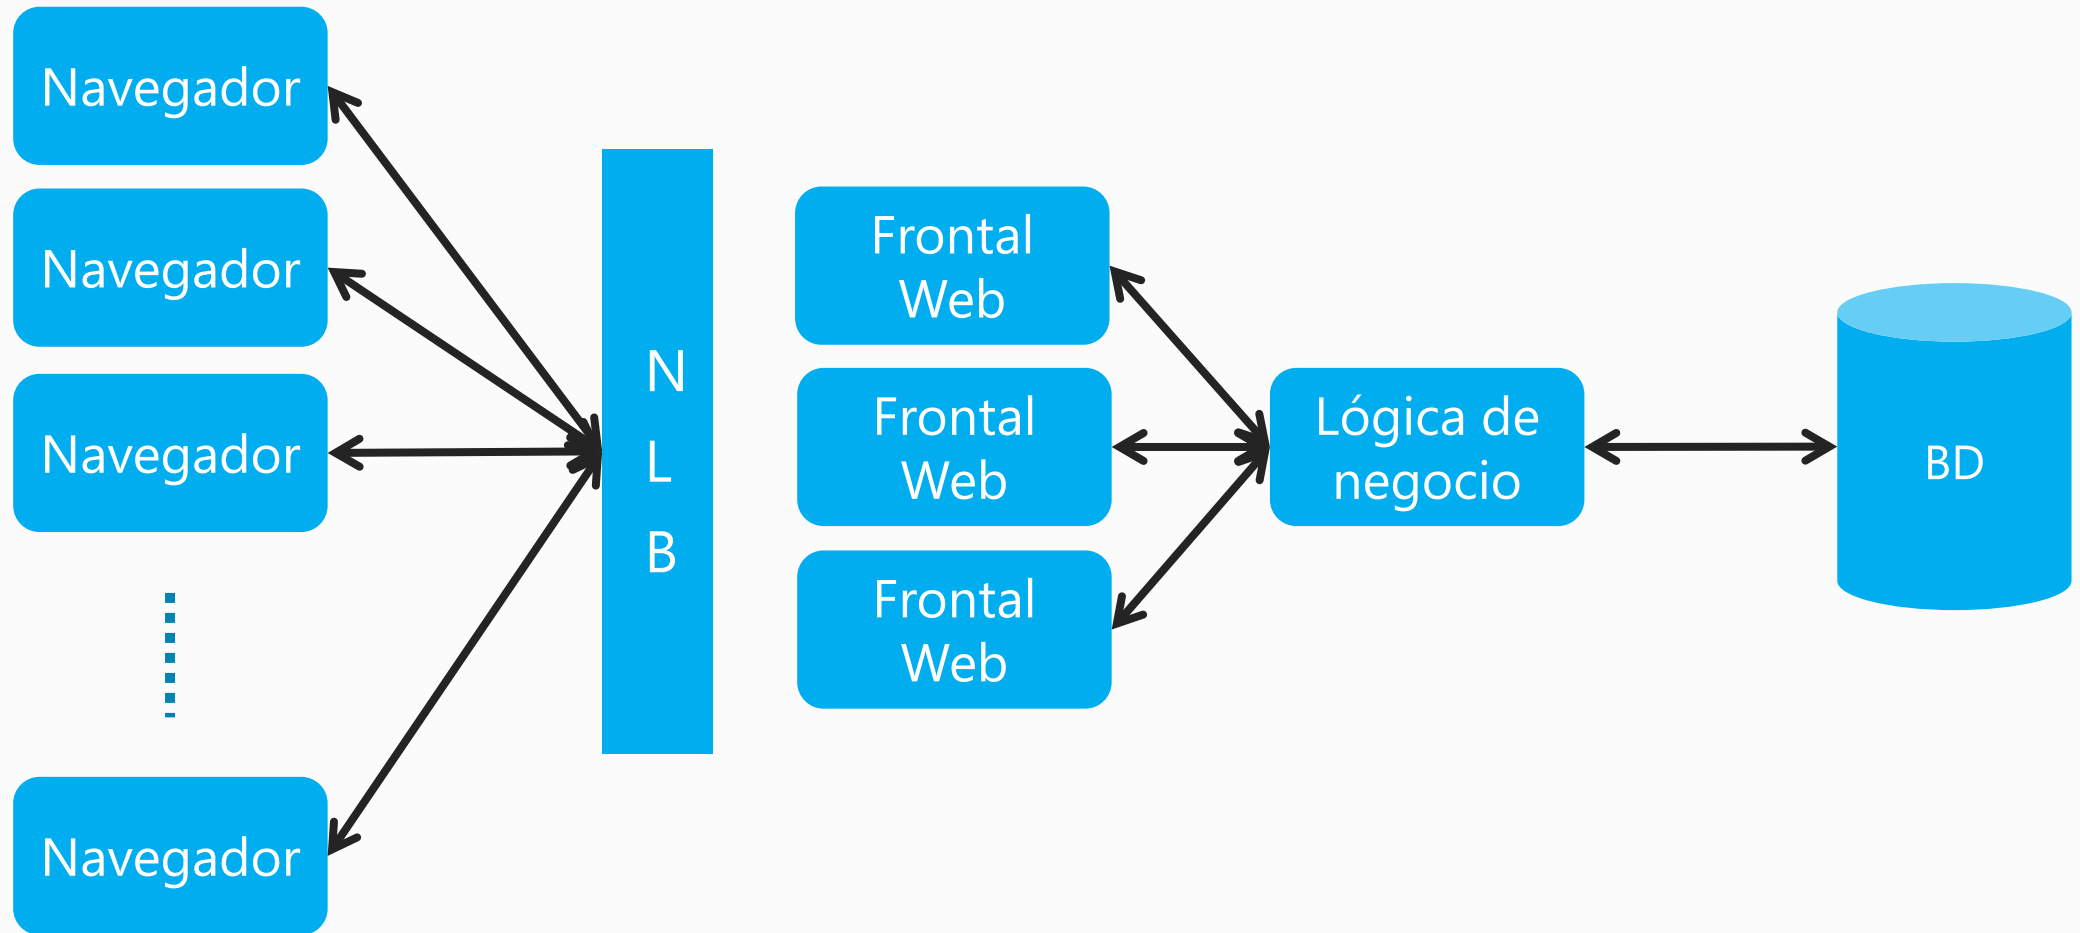 Navegador
Navegador
Navegador
Navegador
N
L
B
Frontal
Web
Frontal
Web
Frontal
Web
Lógica de
negocio
BD